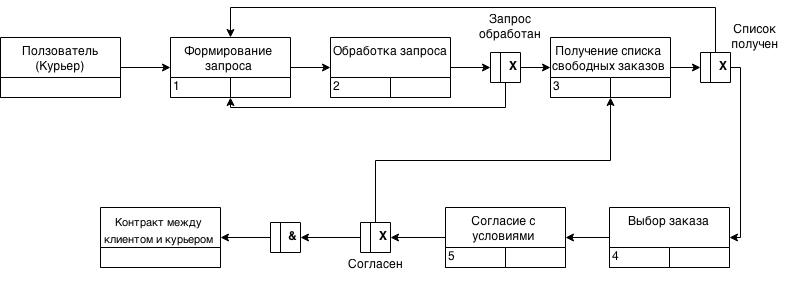 Запрос
обработан
Список
получен
Ползователь
(Курьер)
Формирование
запроса
1
Обработка запроса
2
X
Получение списка
свободных заказов
3
X
Контракт между
клиентом и курьером
&
X
Согласен
Согласие с
условиями
5
Выбор заказа
4